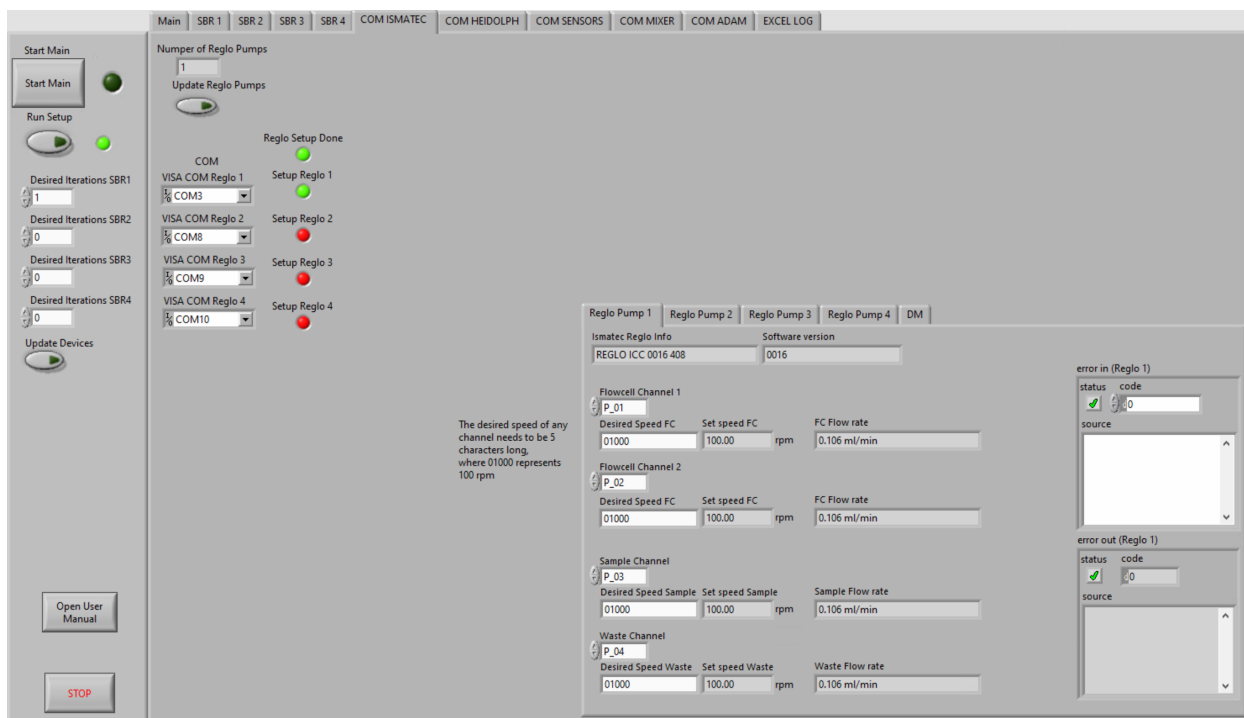 Main SBR 1 SBR 2 SBR 3 SBR 4 COM ISMATEC COM HEIDOLPH COM SENSORS COM MIXER COM ADAM EXCEL LOG
Start Main
Start Main
Run Setup
Desired Iterations SBR1
1
Desired Iterations SBR2
0
Desired Iterations SBR3
0
Desired Iterations SBR4
0
Update Devices
Open User
Manual
STOP
Numper of Reglo Pumps
1
Update Reglo Pumps
Reglo Setup Done
COM
VISA COM Reglo 1 Setup Reglo 1
COM3
VISA COM Reglo 2 Setup Reglo 2
COM8
VISA COM Reglo 3 Setup Reglo 3
COM9
VISA COM Reglo 4 Setup Reglo 4
COM10
The desired speed of any
channel needs to be 5
characters long,
where 01000 represents
100 rpm
Reglo Pump 1 Reglo Pump 2 Reglo Pump 3 Reglo Pump 4 DM
Ismatec Reglo Info Software version
REGLO ICC 0016 408 0016
Flowcell Channel 1
P_01
Desired Speed FC Set speed FC FC Flow rate
01000 100.00 rpm 0.106 ml/min
Flowcell Channel 2
P_02
Desired Speed FC Set speed FC FC Flow rate
01000 100.00 rpm 0.106 ml/min
Sample Channel
P_03
Desired Speed Sample Set speed Sample Sample Flow rate
01000 100.00 rpm 0.106 ml/min
Waste Channel
P_04
Desired Speed Waste Set speed Waste Waste Flow rate
01000 100.00 rpm 0.106 ml/min
error in (Reglo 1)
status code
0
source
error out (Reglo 1)
status code
0
source